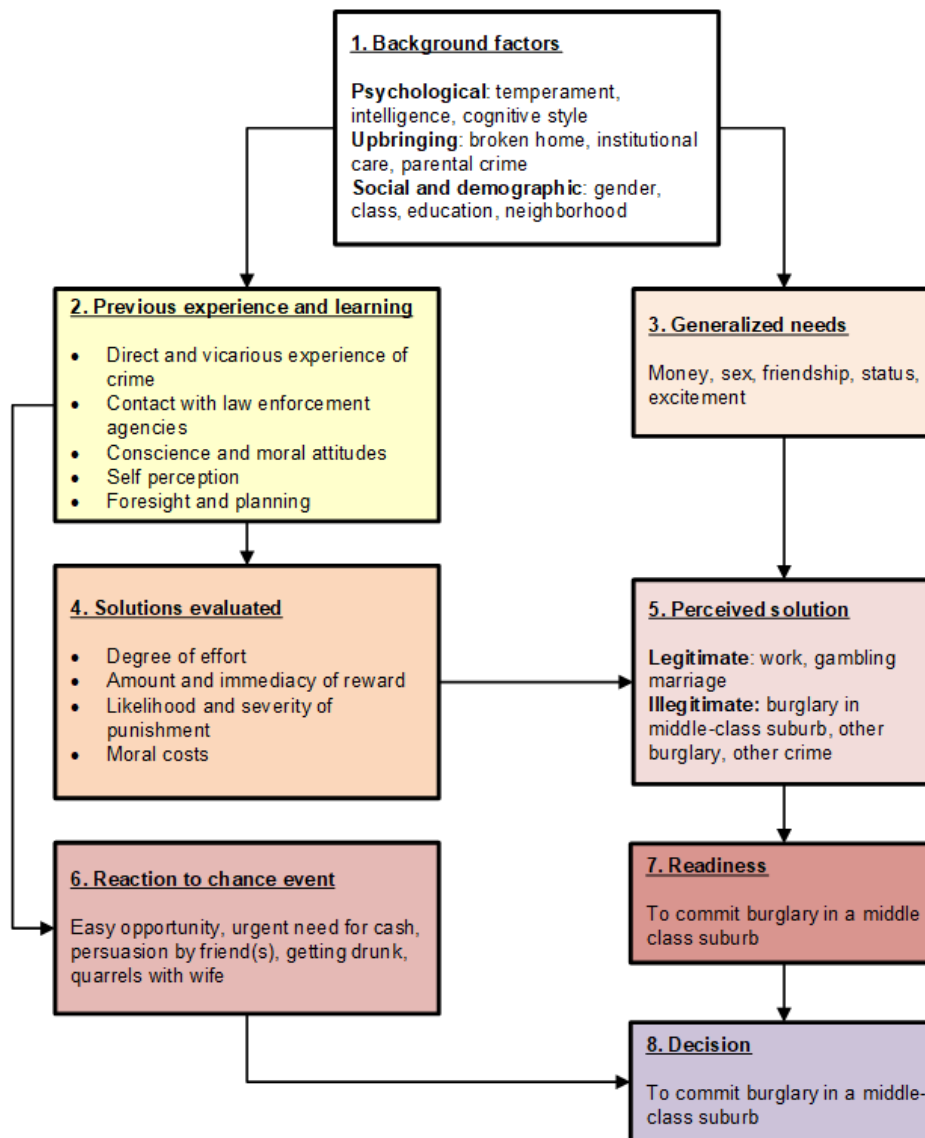 1. Background factors
Psychological: temperament,
intelligence, cognitive style
Upbringing: broken home, institutional
care, parental crime
Social and demographic: gender,
class, education, neighborhood
2. Previous experience and learning
• Direct and vicarious experience of
crime
• Contact with law enforcement
agencies
• Conscience and moral attitudes
• Self perception
• Foresight and planning
3. Generalized needs
Money, sex, friendship, status,
excitement
4. Solutions evaluated
• Degree of effort
• Amount and immediacy of reward
• Likelihood and severity of
punishment
• Moral costs
5. Perceived solution
Legitimate: work, gambling
marriage
Illegitimate: burglary in
middle-class suburb, other
burglary, other crime
6. Reaction to chance event
Easy opportunity, urgent need for cash,
persuasion by friend(s), getting drunk,
quarrels with wife
7. Readiness
To commit burglary in a middle
class suburb
8. Decision
To commit burglary in a middle-
class suburb